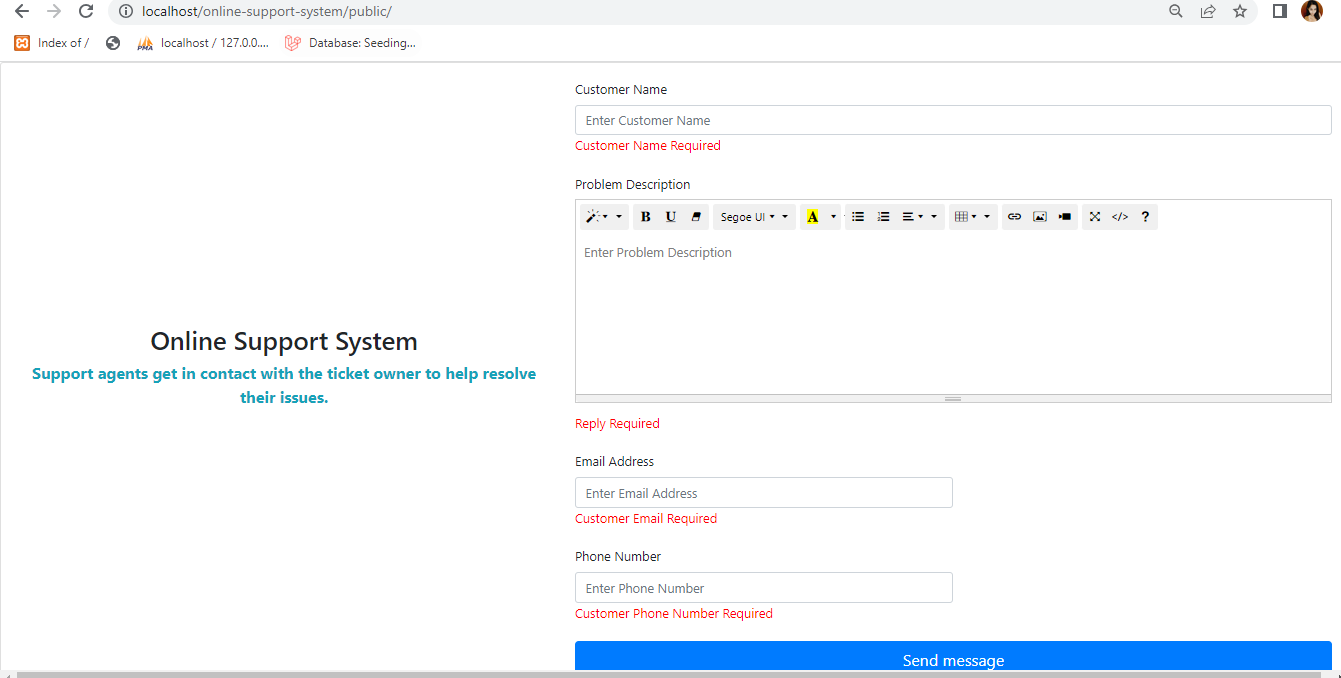 localhost/online-support-system/public/
Index of /
PMA localhost / 127.0.0.... Database: Seeding...
Customer Name
Enter Customer Name
Customer Name Required
Problem Description
B U Segoe UI A </> ?
Enter Problem Description
Online Support System
Support agents get in contact with the ticket owner to help resolve
their issues.
Reply Required
Email Address
Enter Email Address
Customer Email Required
Phone Number
Enter Phone Number
Customer Phone Number Required
Send message